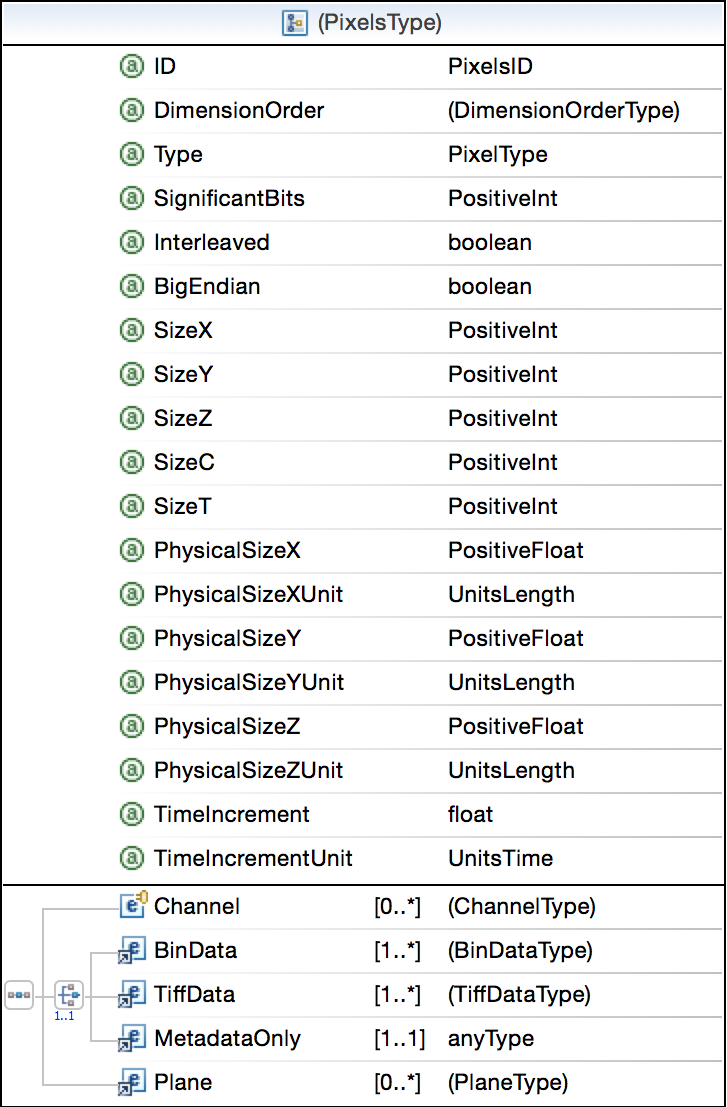 (PixelsType)
ID PixelsID
DimensionOrder (DimensionOrderType)
Type PixelType
SignificantBits PositiveInt
Interleaved boolean
BigEndian boolean
SizeX PositiveInt
SizeY PositiveInt
SizeZ PositiveInt
SizeC PositiveInt
SizeT PositiveInt
PhysicalSizeX PositiveFloat
PhysicalSizeXUnit UnitsLength
PhysicalSizeY PositiveFloat
PhysicalSizeYUnit UnitsLength
PhysicalSizeZ PositiveFloat
PhysicalSizeZUnit UnitsLength
TimeIncrement float
TimeIncrementUnit UnitsTime
Channel [0..*] (ChannelType)
BinData [1..*] (BinDataType)
TiffData [1..*] (TiffDataType)
1..1
MetadataOnly [1..1] anyType
Plane [0..*] (PlaneType)